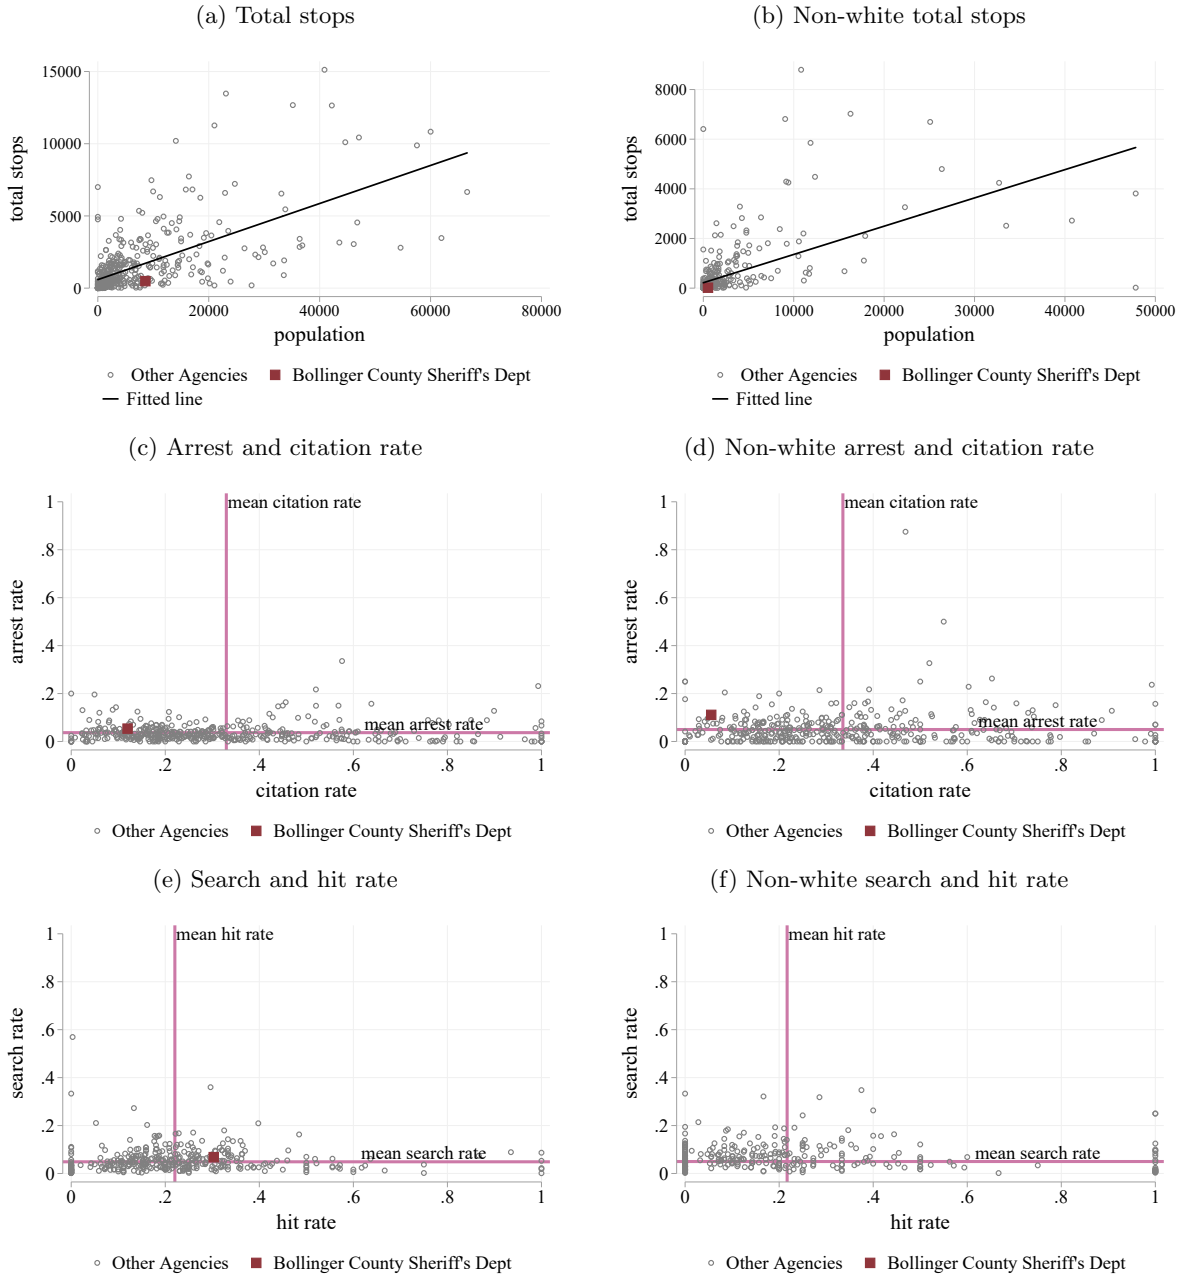 (a) Total stops
(b) Non-white total stops
15000
10000
5000
0
total stops
0 20000 40000 60000 80000
population
Other Agencies Bollinger County Sheriff's Dept
Fitted line
8000
6000
4000
2000
0
total stops
0 10000 20000 30000 40000 50000
population
Other Agencies Bollinger County Sheriff's Dept
Fitted line
(c) Arrest and citation rate
(d) Non-white arrest and citation rate
1
.8
.6
.4
.2
0
arrest rate
mean citation rate
mean arrest rate
0 .2 .4 .6 .8 1
citation rate
Other Agencies Bollinger County Sheriff's Dept
1
.8
.6
.4
.2
0
arrest rate
mean citation rate
mean arrest rate
0 .2 .4 .6 .8 1
citation rate
Other Agencies Bollinger County Sheriff's Dept
(e) Search and hit rate
(f) Non-white search and hit rate
1
.8
.6
.4
.2
0
search rate
mean hit rate
mean search rate
0 .2 .4 .6 .8 1
hit rate
Other Agencies Bollinger County Sheriff's Dept
1
.8
.6
.4
.2
0
search rate
mean hit rate
mean search rate
0 .2 .4 .6 .8 1
hit rate
Other Agencies Bollinger County Sheriff's Dept